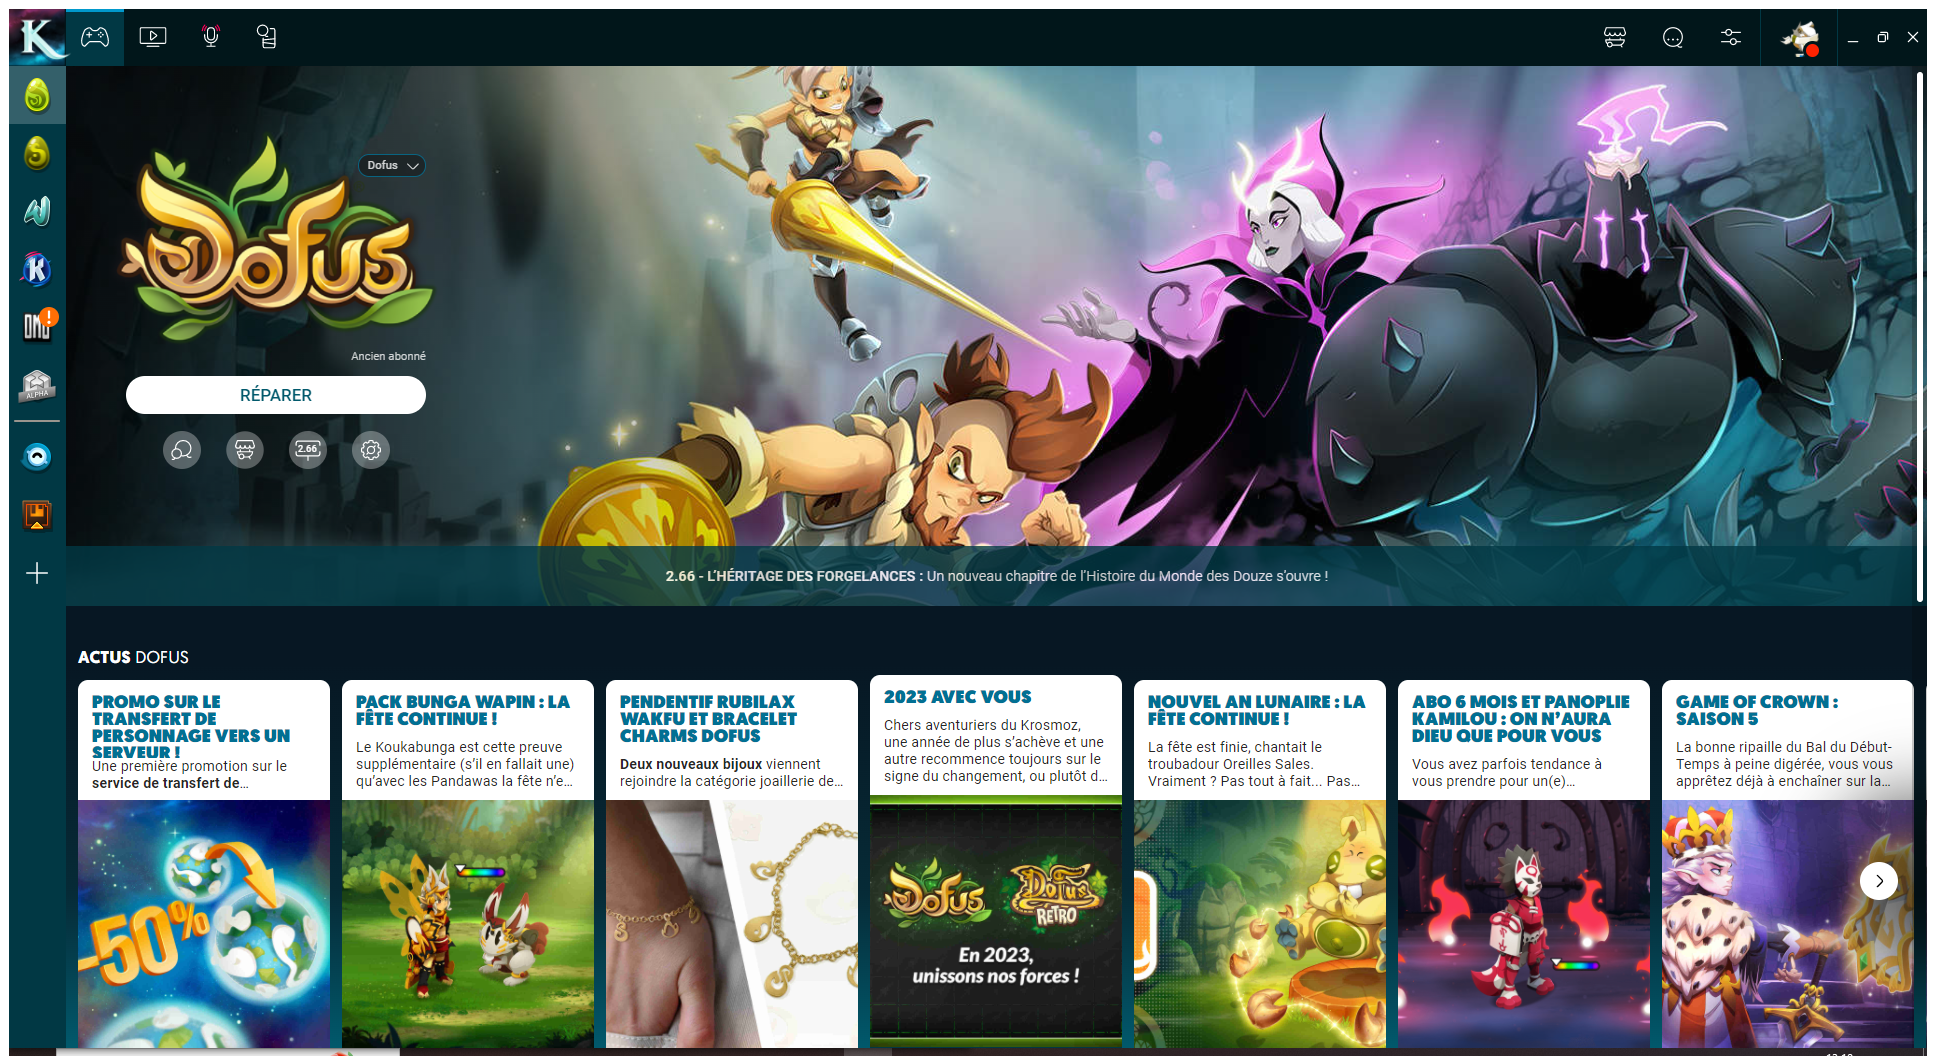 K
Dofus
DOFUS
Ancien abonné
RÉPARER
2.66
DMO
!
ALPHA
2.66 - L'HÉRITAGE DES FORGELANCES : Un nouveau chapitre de l'Histoire du Monde des Douze s'ouvre !
ACTUS DOFUS
PROMO SUR LE
TRANSFERT DE
PERSONNAGE VERS UN
SERVEUR !
Une première promotion sur le
service de transfert de...
-50%
PACK BUNGA WAPIN : LA
FÊTE CONTINUE !
Le Koukabunga est cette preuve
supplémentaire (s'il en fallait une)
qu'avec les Pandawas la fête n'e...
PENDENTIF RUBILAX
WAKFU ET BRACELET
CHARMS DOFUS
Deux nouveaux bijoux viennent
rejoindre la catégorie joaillerie de...
2023 AVEC VOUS
Chers aventuriers du Krosmoz,
une année de plus s'achève et une
autre recommence toujours sur le
signe du changement, ou plutôt d...
DOFUS
DOFUS
RETRO
En 2023,
unissons nos forces !
NOUVEL AN LUNAIRE : LA
FÊTE CONTINUE !
La fête est finie, chantait le
troubadour Oreilles Sales.
Vraiment ? Pas tout à fait... Pas...
ABO 6 MOIS ET PANOPLIE
KAMILOU : ON N'AURA
DIEU QUE POUR VOUS
Vous avez parfois tendance à
vous prendre pour un(e)...
GAME OF CROWN :
SAISON 5
La bonne ripaille du Bal du Début-
Temps à peine digérée, vous vous
apprêtez déjà à enchaîner sur la...